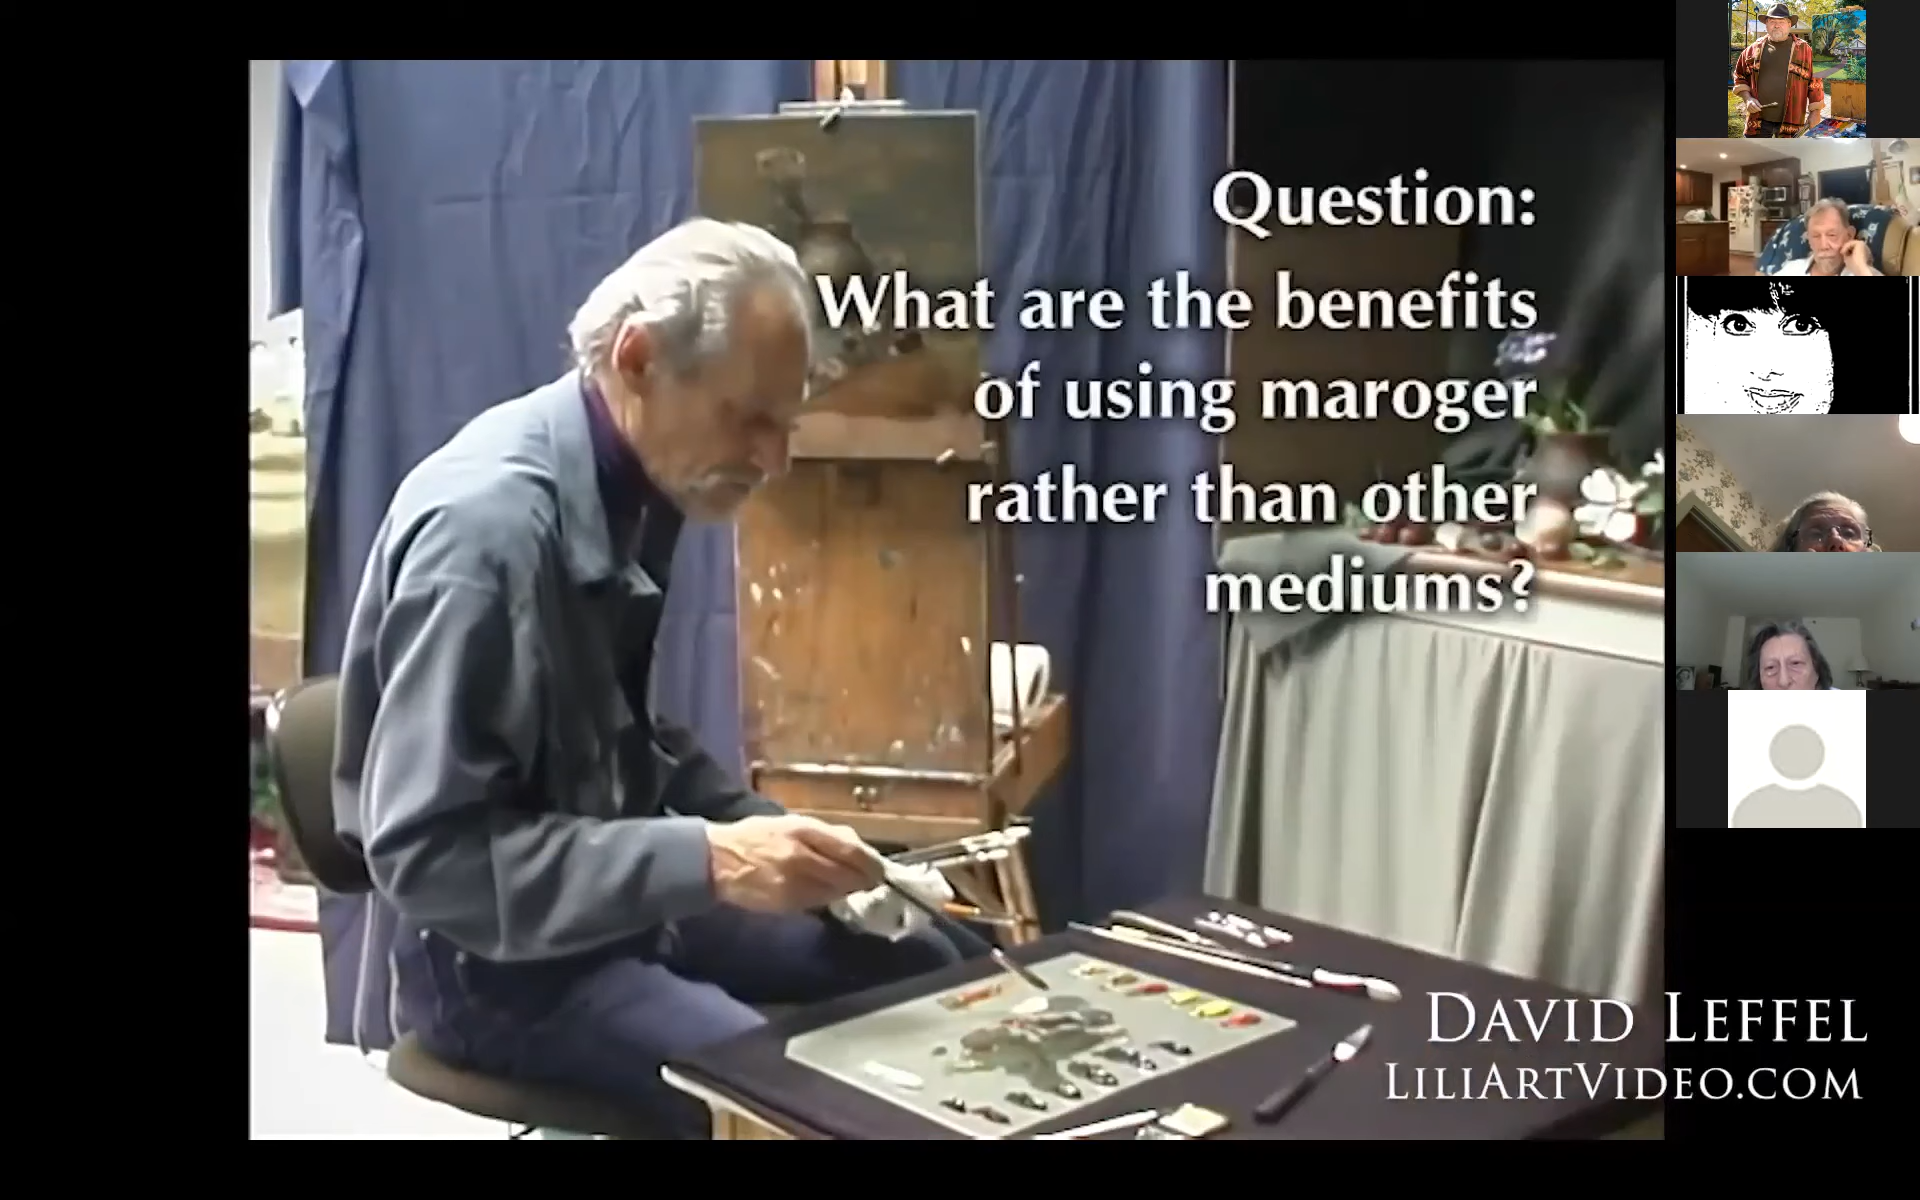 Question:
What are the benefits
of using maroger
rather than other
mediums?
DAVID LEFFEL
LILIARTVIDEO.COM